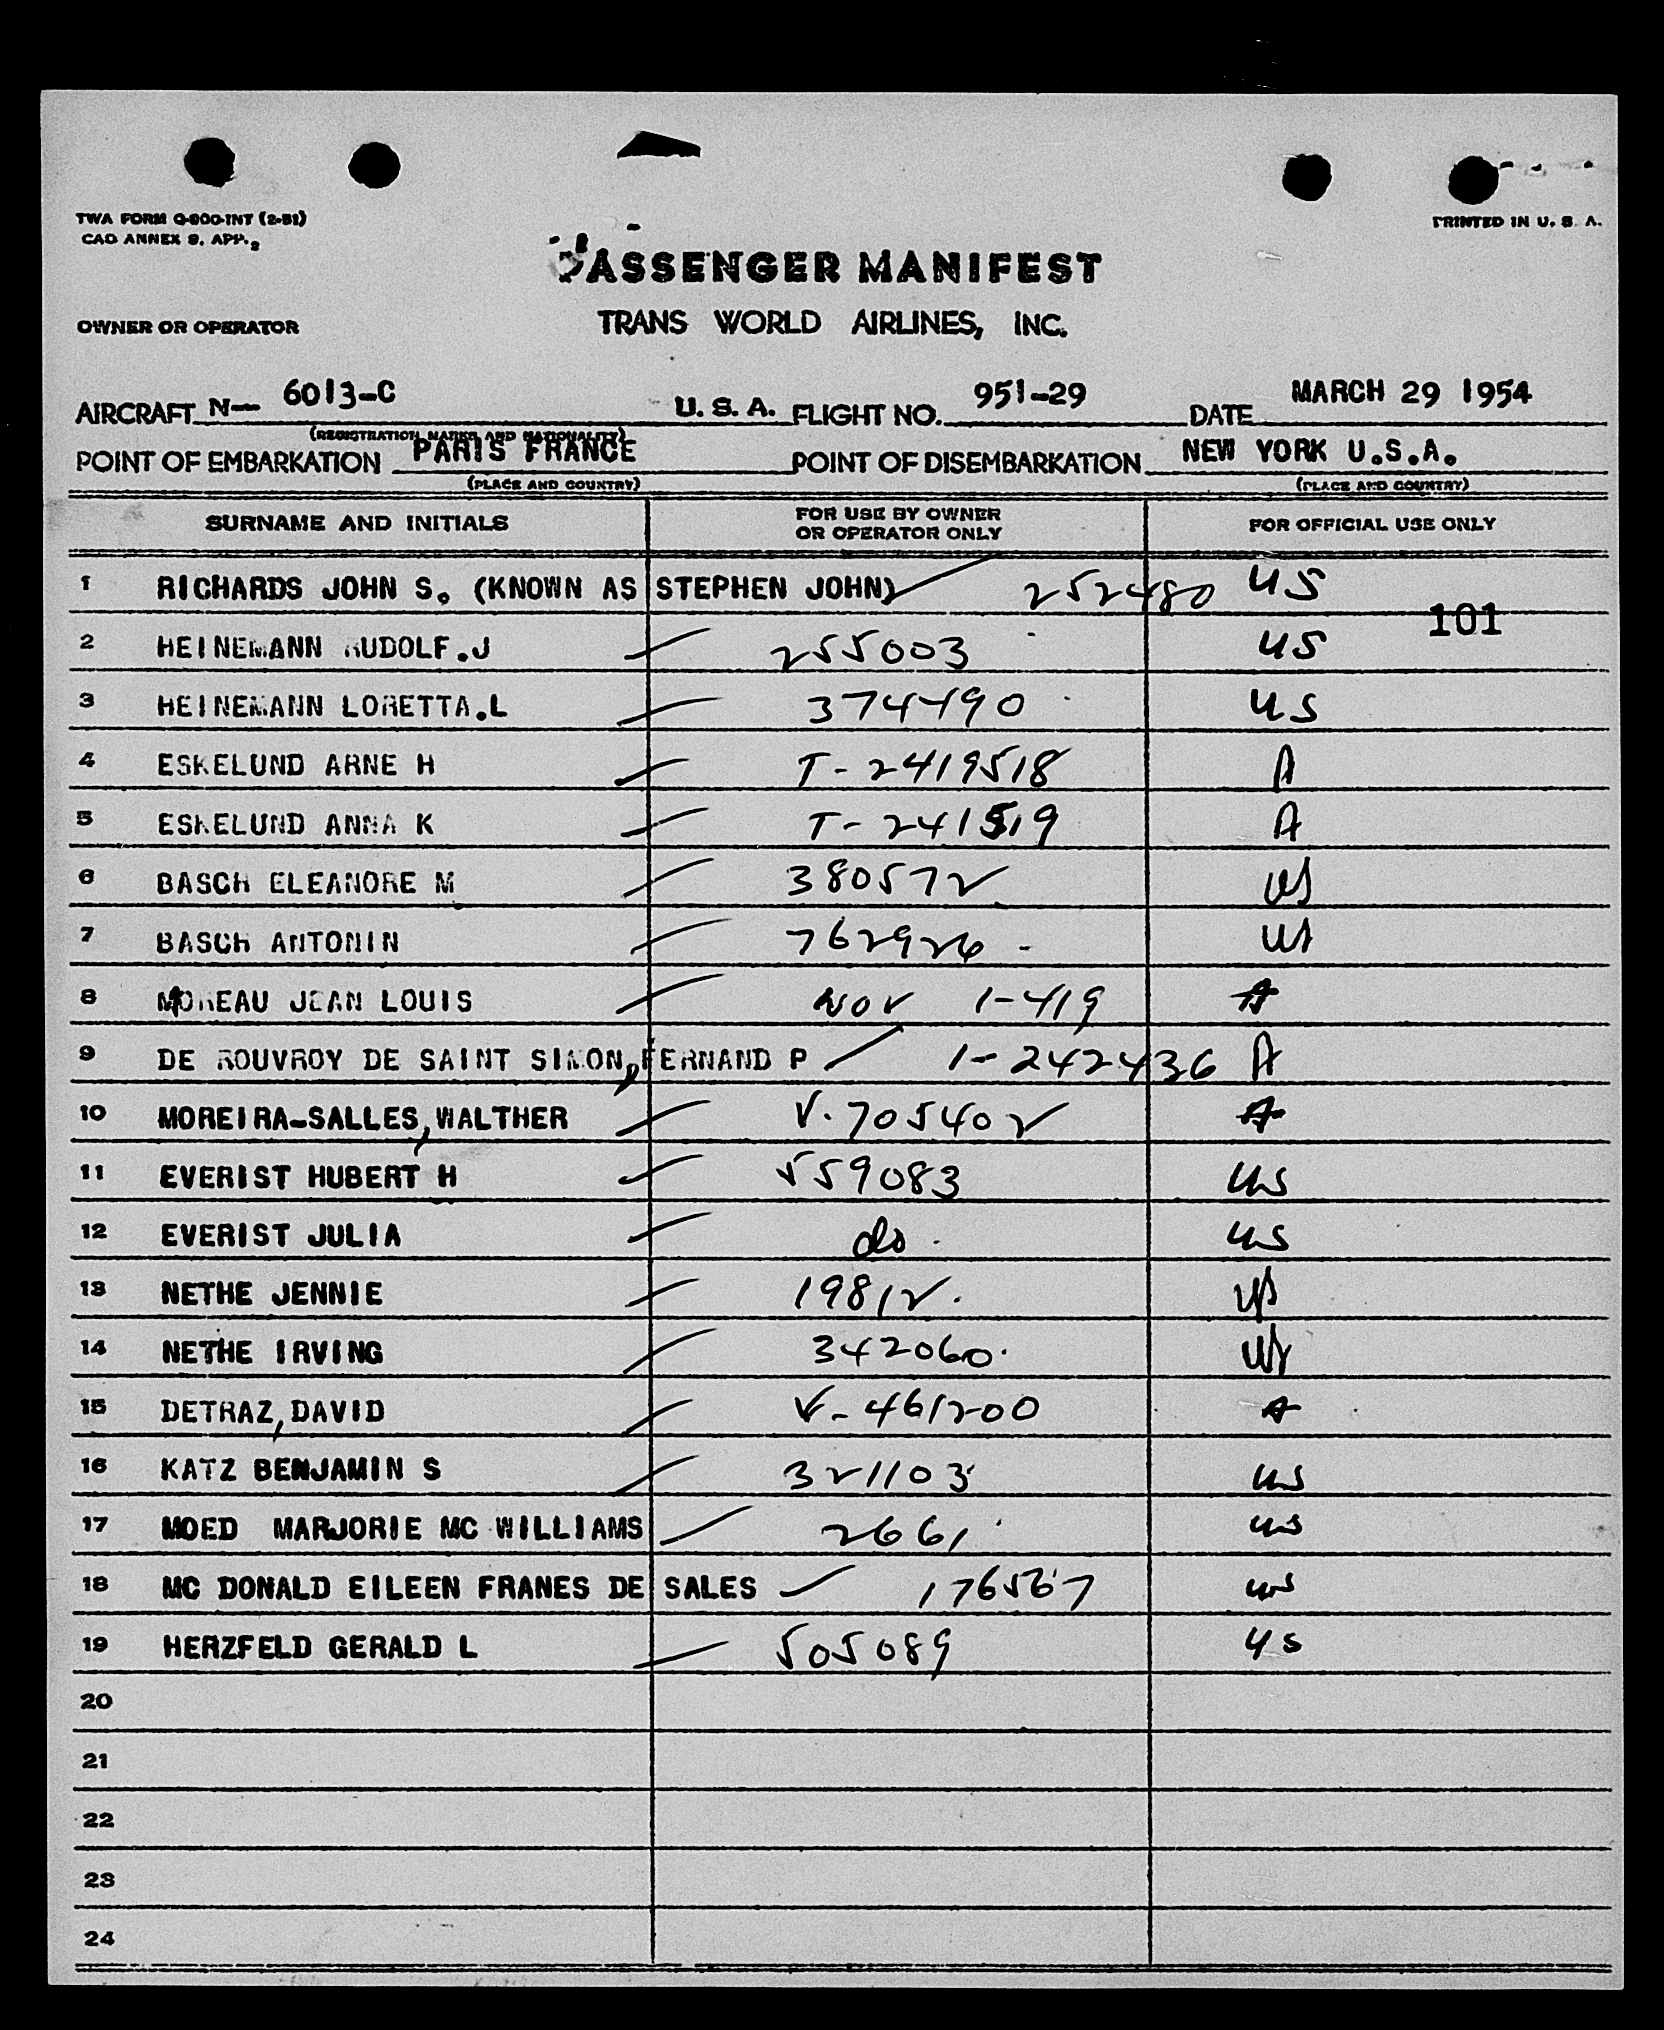 TWA FORM O-800-INT (2-51)
CAO ANNEX 9, APP. 2
PRINTED IN U. S. A.
PASSENGER MANIFEST
OWNER OR OPERATOR TRANS WORLD AIRLINES, INC.
AIRCRAFT N— 6013-C U. S. A. FLIGHT NO. 951-29 DATE MARCH 29 1954
(REGISTRATION MARKS AND NATIONALITY)
POINT OF EMBARKATION PARIS FRANCE POINT OF DISEMBARKATION NEW YORK U.S.A.
(PLACE AND COUNTRY) (PLACE AND COUNTRY)
SURNAME AND INITIALS FOR USE BY OWNER OR OPERATOR ONLY FOR OFFICIAL USE ONLY
1 RICHARDS JOHN S. (KNOWN AS STEPHEN JOHN) 252480 US
101
2 HEINEMANN RUDOLF.J 255003 US
3 HEINEMANN LORETTA.L 374490 US
4 ESKELUND ARNE H T-2419518 A
5 ESKELUND ANNA K T-241519 A
6 BASCH ELEANORE M 380572 US
7 BASCH ANTONIN 762926 US
8 MOREAU JEAN LOUIS 1-419 A
9 DE ROUVROY DE SAINT SIMON, FERNAND P 1-242436 A
10 MOREIRA-SALLES, WALTHER V-705402 A
11 EVERIST HUBERT H 559083 US
12 EVERIST JULIA do US
13 NETHE JENNIE 19812 US
14 NETHE IRVING 342060 US
15 DETRAZ, DAVID V-461200 A
16 KATZ BENJAMIN S 321103 US
17 MOED MARJORIE MC WILLIAMS 2661 US
18 MC DONALD EILEEN FRANES DE SALES 176567 US
19 HERZFELD GERALD L 505089 US
20
21
22
23
24